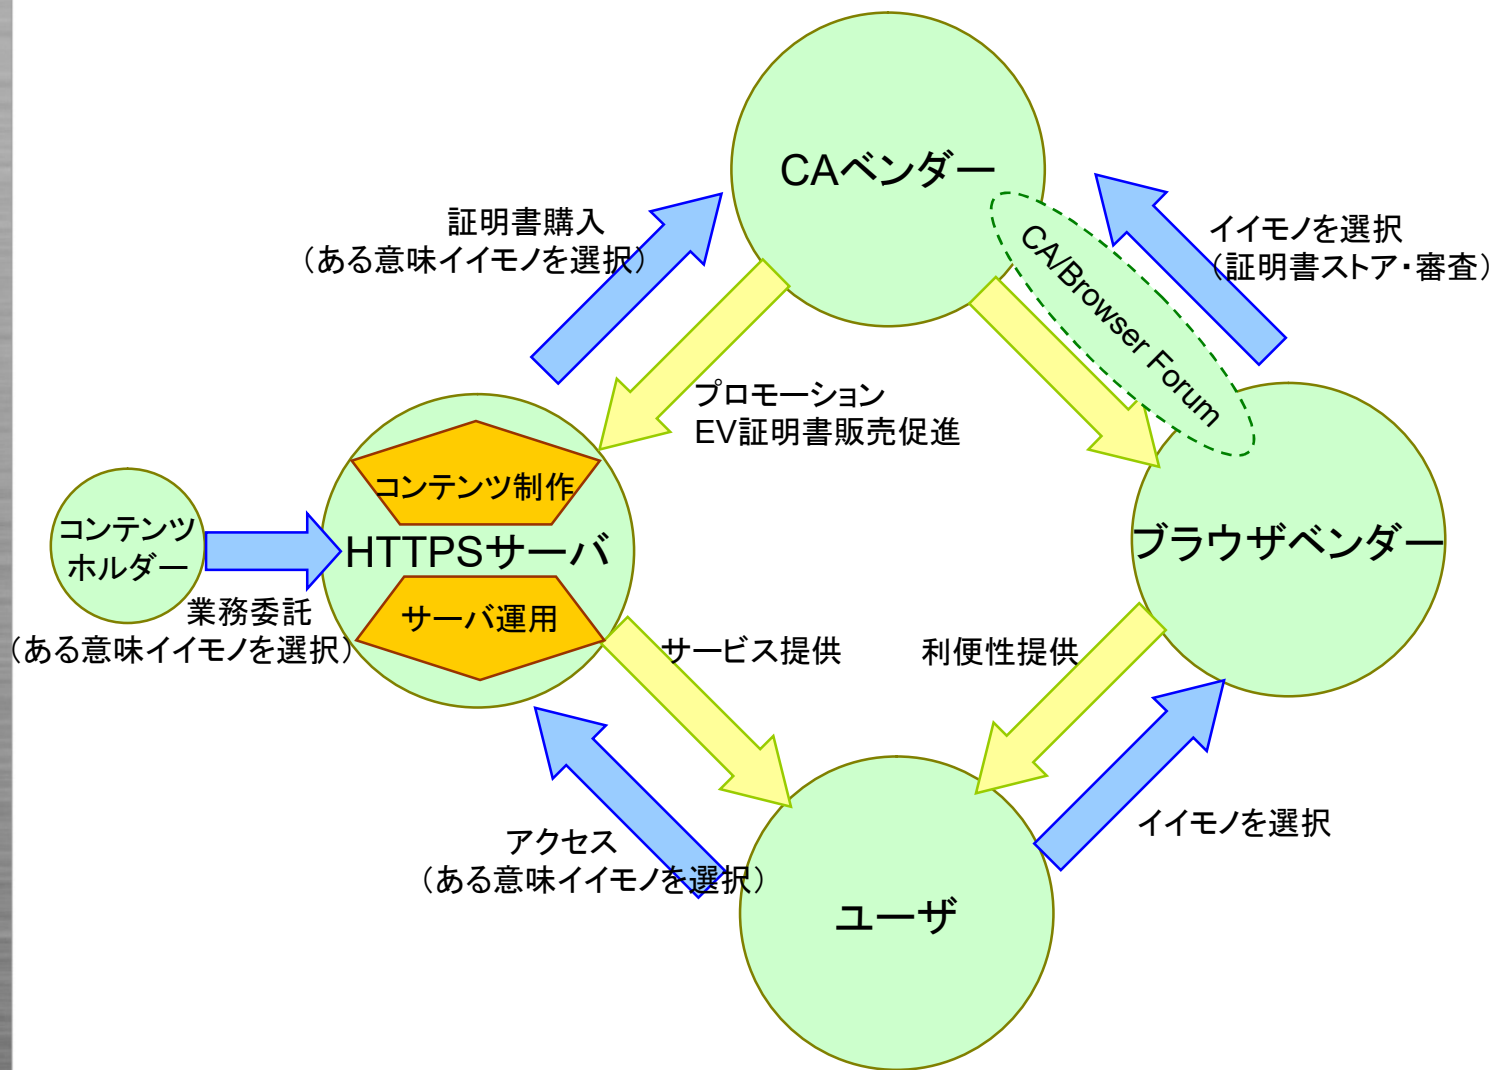 CAベンダー
証明書購入
(ある意味イイモノを選択)
CA/Browser Forum
イイモノを選択
(証明書ストア・審査)
プロモーション
EV証明書販売促進
コンテンツ
ホルダー
コンテンツ制作
HTTPSサーバ
サーバ運用
業務委託
(ある意味イイモノを選択)
ブラウザベンダー
サービス提供
利便性提供
アクセス
(ある意味イイモノを選択)
イイモノを選択
ユーザ